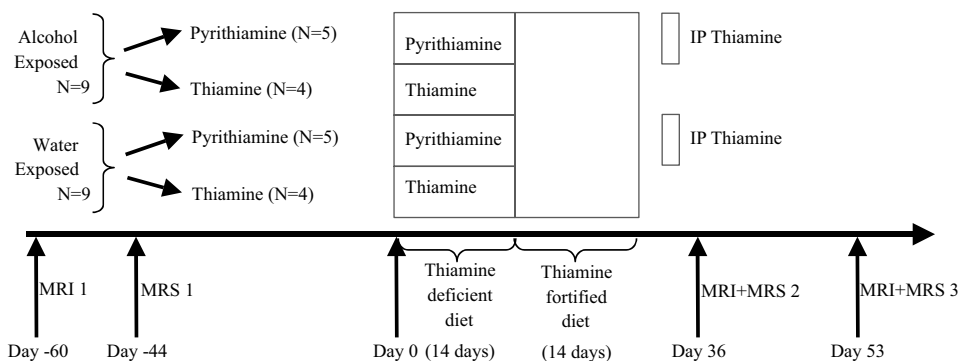 Alcohol
Exposed
N=9
Pyrithiamine (N=5)
Thiamine (N=4)
Water
Exposed
N=9
Pyrithiamine (N=5)
Thiamine (N=4)
Pyrithiamine
Thiamine
Pyrithiamine
Thiamine
IP Thiamine
IP Thiamine
MRI 1
MRS 1
Thiamine
deficient
diet
(14 days)
Thiamine
fortified
diet
(14 days)
MRI+MRS 2
MRI+MRS 3
Day -60
Day -44
Day 0
Day 36
Day 53